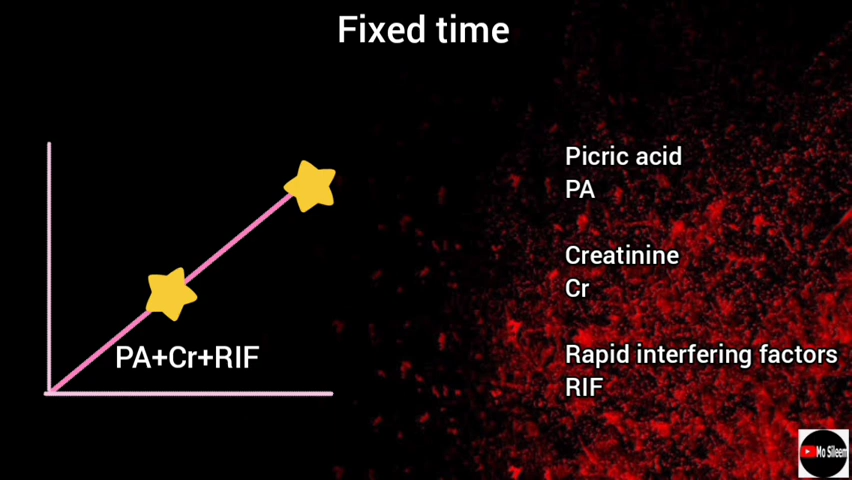 Fixed time
Picric acid
PA
Creatinine
Cr
PA+Cr+RIF
Rapid interfering factors
RIF
Mo Sileem